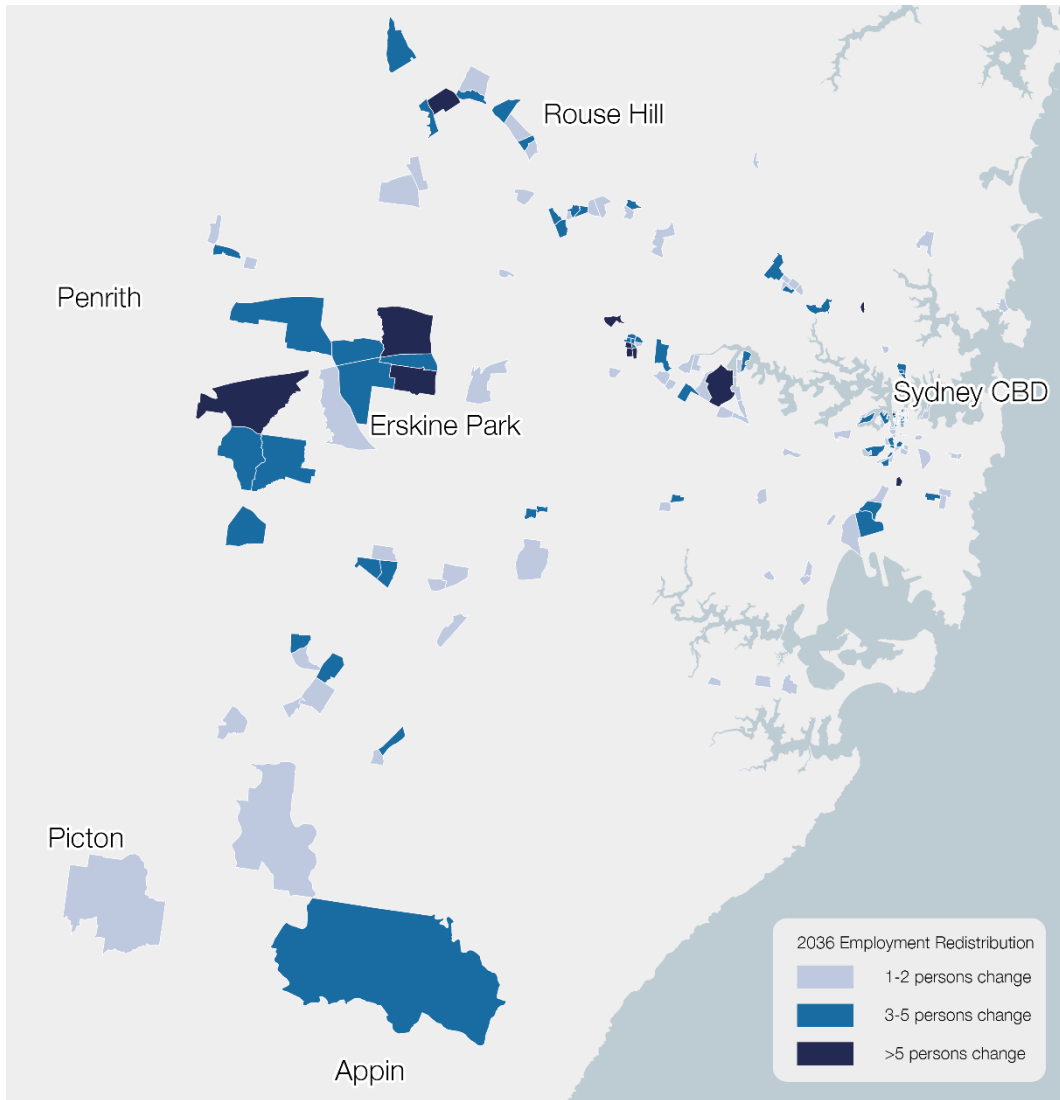 Rouse Hill
Penrith
Sydney CBD
Erskine Park
Picton
2036 Employment Redistribution
1-2 persons change
3-5 persons change
>5 persons change
Appin